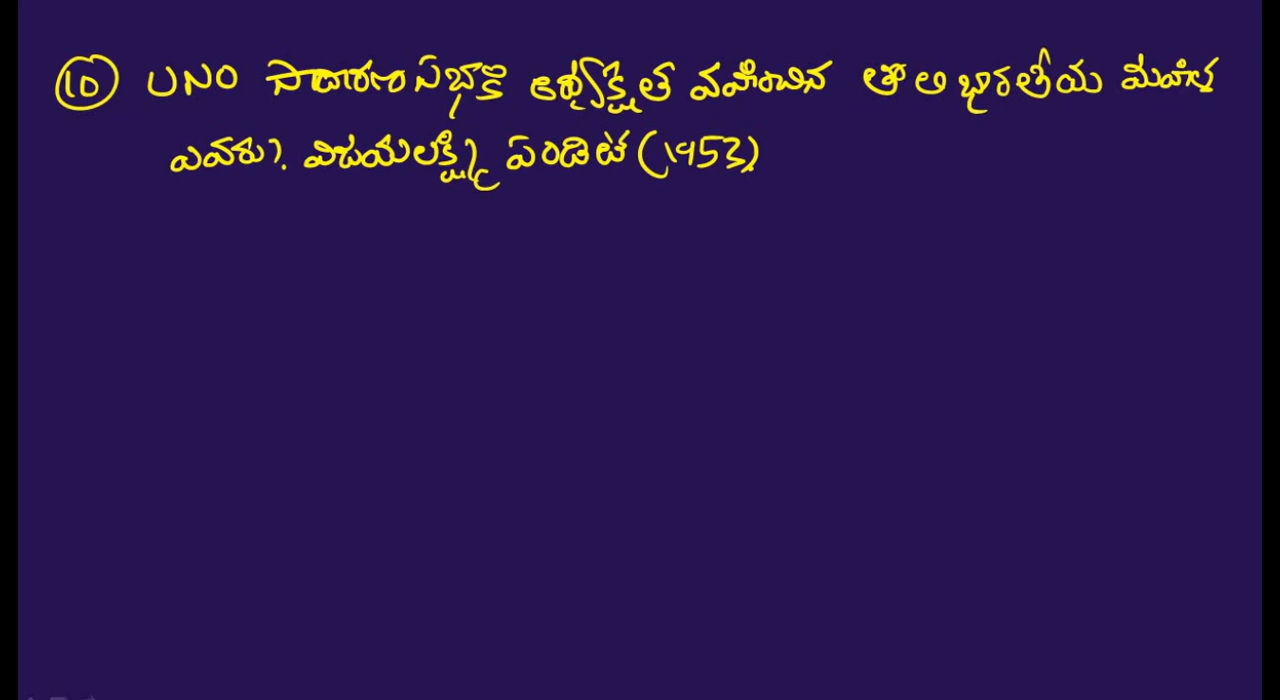 10 UNO సాదారణ సభకి అధ్యక్షత వహించిన తొలి భారతీయ మహిళ
ఎవరు? విజయలక్ష్మి పండిట్ (1953)